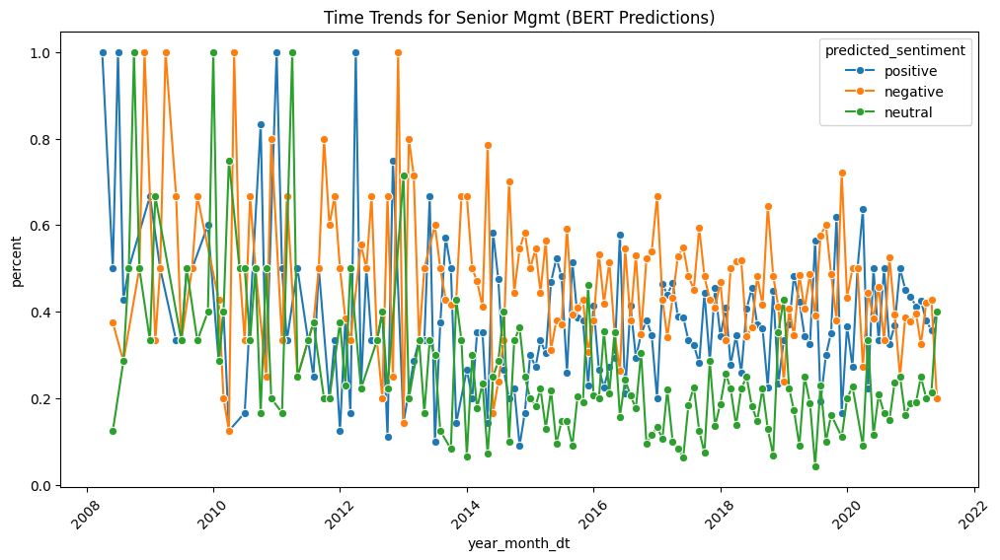 Time Trends for Senior Mgmt (BERT Predictions)
predicted_sentiment
positive
negative
neutral
1.0
0.8
0.6
0.4
0.2
0.0
percent
2008
2010
2012
2014
2016
2018
2020
2022
year_month_dt